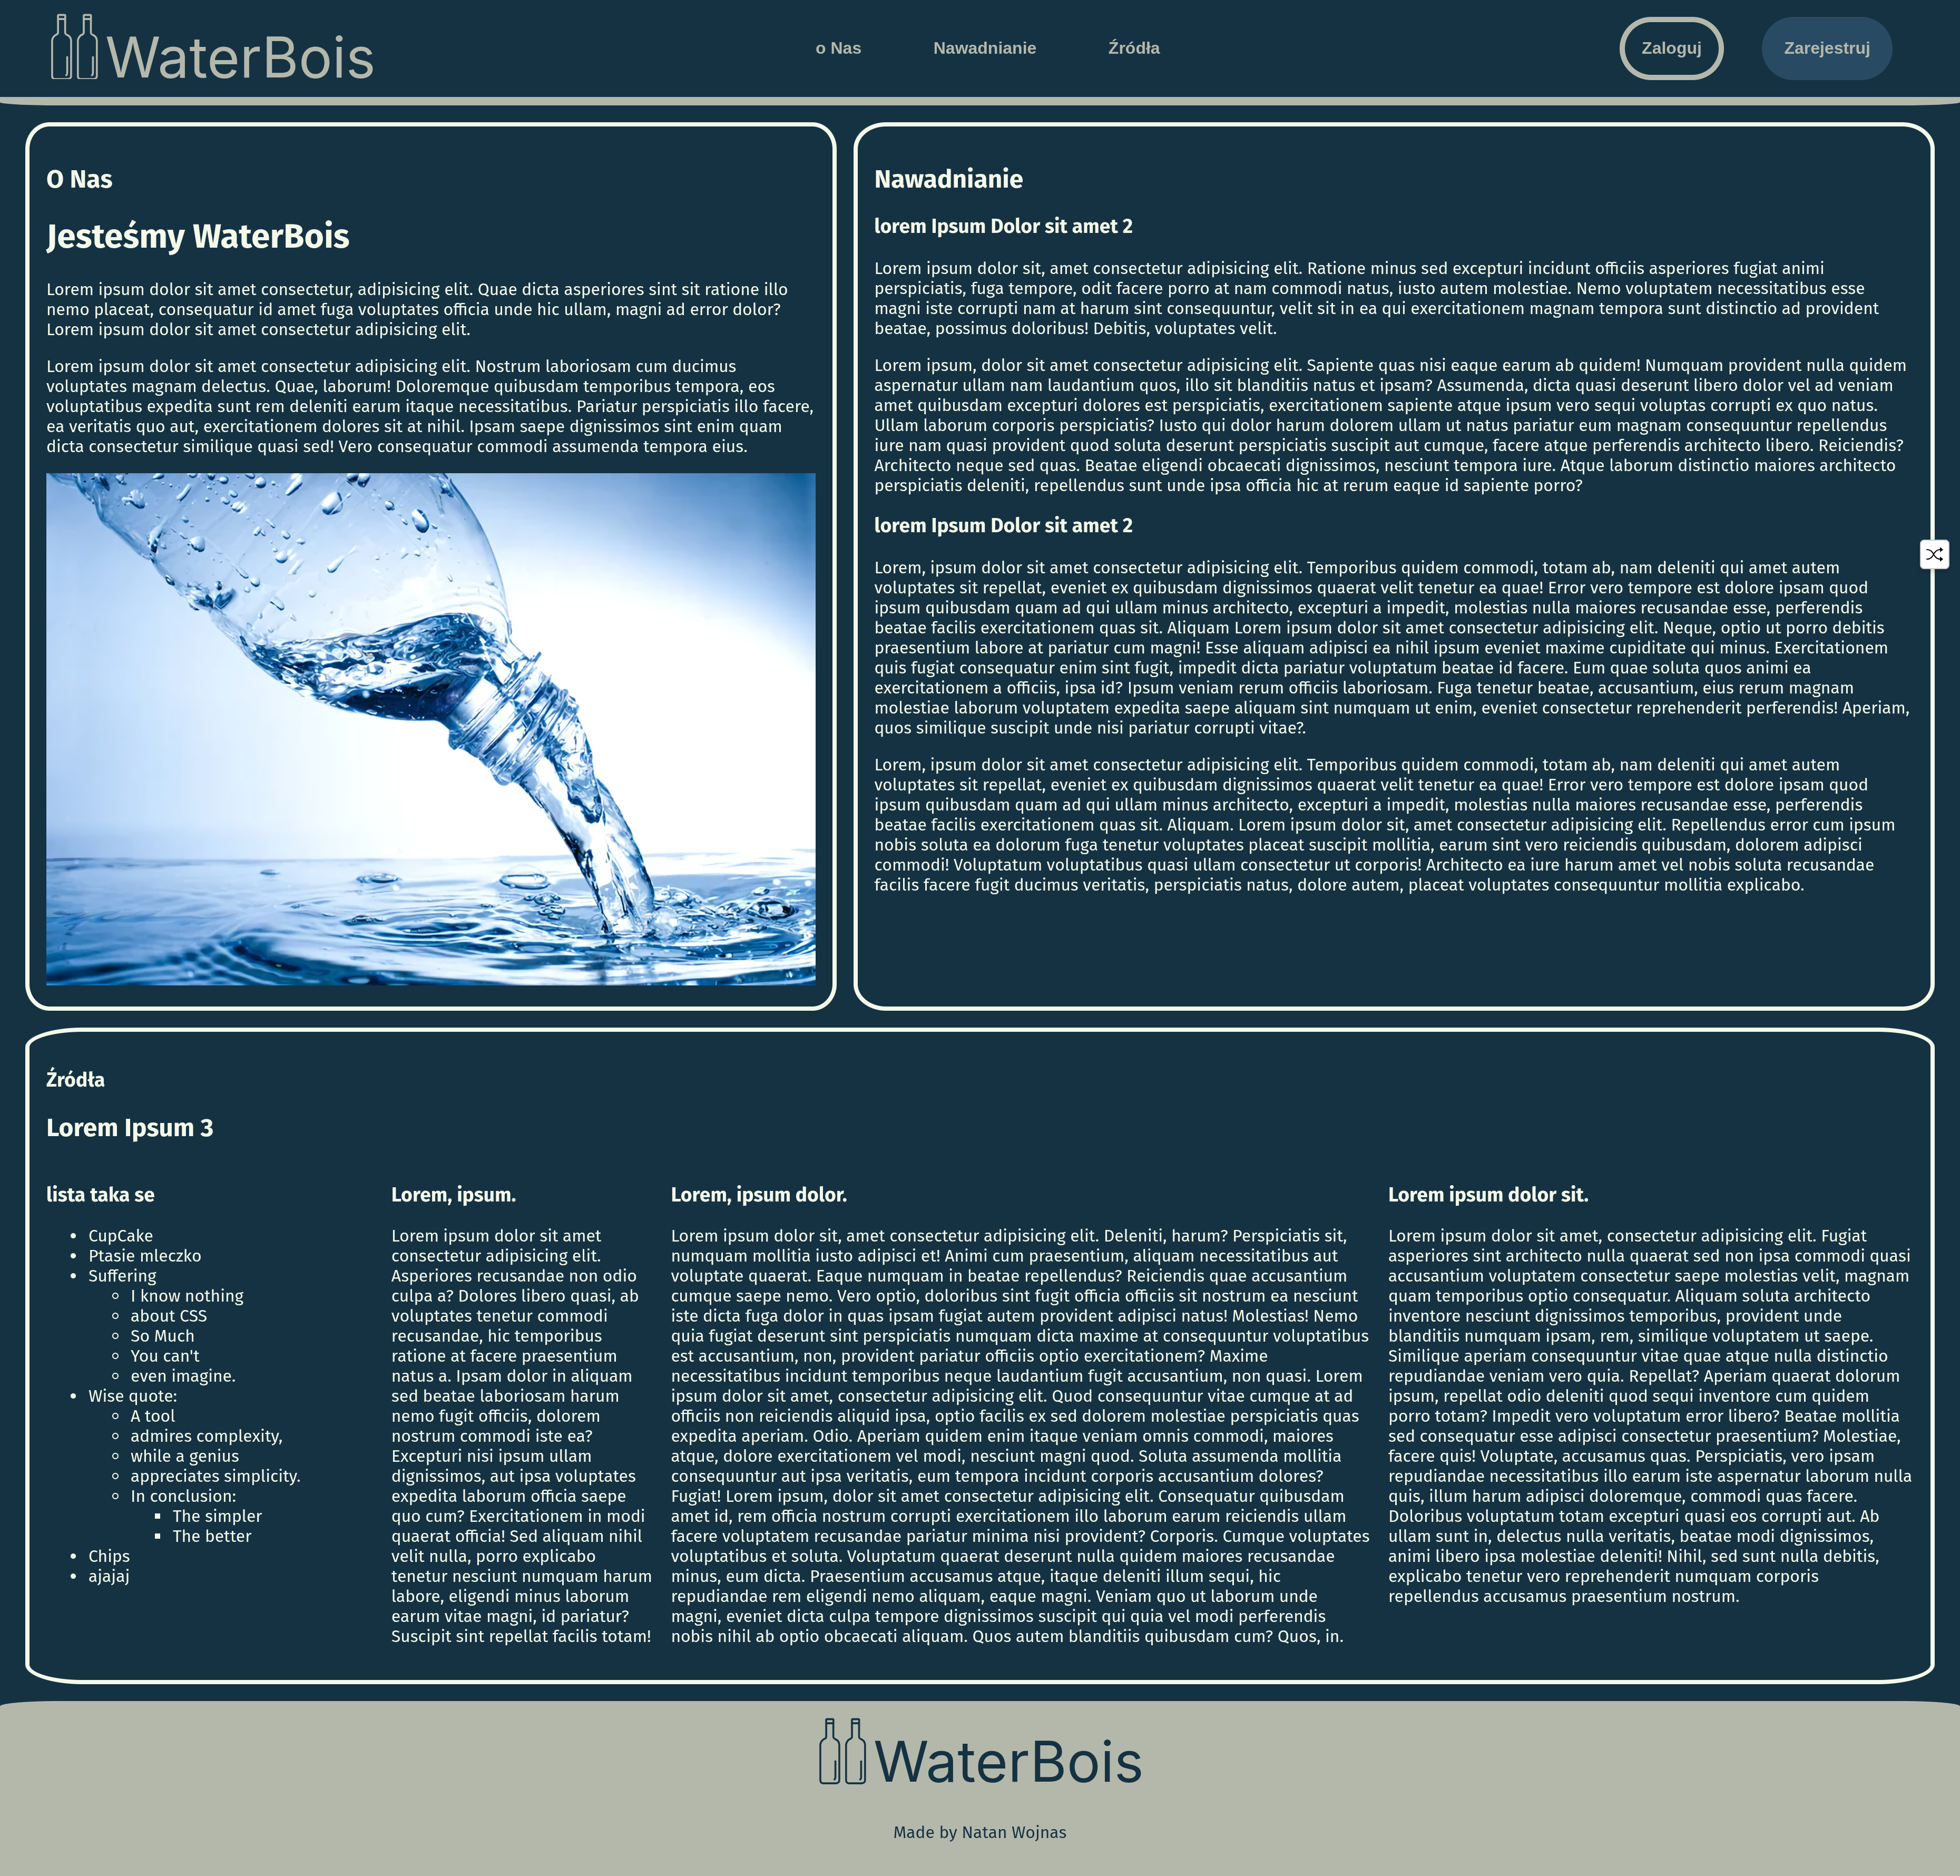 WaterBois
o Nas
Nawadnianie
Źródła
Zaloguj
Zarejestruj
O Nas
Jesteśmy WaterBois
Lorem ipsum dolor sit amet consectetur, adipisicing elit. Quae dicta asperiores sint sit ratione illo
nemo placeat, consequatur id amet fuga voluptates officia unde hic ullam, magni ad error dolor?
Lorem ipsum dolor sit amet consectetur adipisicing elit.
Lorem ipsum dolor sit amet consectetur adipisicing elit. Nostrum laboriosam cum ducimus
voluptates magnam delectus. Quae, laborum! Doloremque quibusdam temporibus tempora, eos
voluptatibus expedita sunt rem deleniti earum itaque necessitatibus. Pariatur perspiciatis illo facere,
ea veritatis quo aut, exercitationem dolores sit at nihil. Ipsam saepe dignissimos sint enim quam
dicta consectetur similique quasi sed! Vero consequatur commodi assumenda tempora eius.
Nawadnianie
lorem Ipsum Dolor sit amet 2
Lorem ipsum dolor sit, amet consectetur adipisicing elit. Ratione minus sed excepturi incidunt officiis asperiores fugiat animi
perspiciatis, fuga tempore, odit facere porro at nam commodi natus, iusto autem molestiae. Nemo voluptatem necessitatibus esse
magni iste corrupti nam at harum sint consequuntur, velit sit in ea qui exercitationem magnam tempora sunt distinctio ad provident
beatae, possimus doloribus! Debitis, voluptates velit.
Lorem ipsum, dolor sit amet consectetur adipisicing elit. Sapiente quas nisi eaque earum ab quidem! Numquam provident nulla quidem
aspernatur ullam nam laudantium quos, illo sit blanditiis natus et ipsam? Assumenda, dicta quasi deserunt libero dolor vel ad veniam
amet quibusdam excepturi dolores est perspiciatis, exercitationem sapiente atque ipsum vero sequi voluptas corrupti ex quo natus.
Ullam laborum corporis perspiciatis? Iusto qui dolor harum dolorem ullam ut natus pariatur eum magnam consequuntur repellendus
iure nam quasi provident quod soluta deserunt perspiciatis suscipit aut cumque, facere atque perferendis architecto libero. Reiciendis?
Architecto neque sed quas. Beatae eligendi obcaecati dignissimos, nesciunt tempora iure. Atque laborum distinctio maiores architecto
perspiciatis deleniti, repellendus sunt unde ipsa officia hic at rerum eaque id sapiente porro?
lorem Ipsum Dolor sit amet 2
Lorem, ipsum dolor sit amet consectetur adipisicing elit. Temporibus quidem commodi, totam ab, nam deleniti qui amet autem
voluptates sit repellat, eveniet ex quibusdam dignissimos quaerat velit tenetur ea quae! Error vero tempore est dolore ipsam quod
ipsum quibusdam quam ad qui ullam minus architecto, excepturi a impedit, molestias nulla maiores recusandae esse, perferendis
beatae facilis exercitationem quas sit. Aliquam Lorem ipsum dolor sit amet consectetur adipisicing elit. Neque, optio ut porro debitis
praesentium labore at pariatur cum magni! Esse aliquam adipisci ea nihil ipsum eveniet maxime cupiditate qui minus. Exercitationem
quis fugiat consequatur enim sint fugit, impedit dicta pariatur voluptatum beatae id facere. Eum quae soluta quos animi ea
exercitationem a officiis, ipsa id? Ipsum veniam rerum officiis laboriosam. Fuga tenetur beatae, accusantium, eius rerum magnam
molestiae laborum voluptatem expedita saepe aliquam sint numquam ut enim, eveniet consectetur reprehenderit perferendis! Aperiam,
quos similique suscipit unde nisi pariatur corrupti vitae?.
Lorem, ipsum dolor sit amet consectetur adipisicing elit. Temporibus quidem commodi, totam ab, nam deleniti qui amet autem
voluptates sit repellat, eveniet ex quibusdam dignissimos quaerat velit tenetur ea quae! Error vero tempore est dolore ipsam quod
ipsum quibusdam quam ad qui ullam minus architecto, excepturi a impedit, molestias nulla maiores recusandae esse, perferendis
beatae facilis exercitationem quas sit. Aliquam. Lorem ipsum dolor sit, amet consectetur adipisicing elit. Repellendus error cum ipsum
nobis soluta ea dolorum fuga tenetur voluptates placeat suscipit mollitia, earum sint vero reiciendis quibusdam, dolorem adipisci
commodi! Voluptatum voluptatibus quasi ullam consectetur ut corporis! Architecto ea iure harum amet vel nobis soluta recusandae
facilis facere fugit ducimus veritatis, perspiciatis natus, dolore autem, placeat voluptates consequuntur mollitia explicabo.
Źródła
Lorem Ipsum 3
lista taka se
CupCake
Ptasie mleczko
Suffering
I know nothing
about CSS
So Much
You can't
even imagine.
Wise quote:
A tool
admires complexity,
while a genius
appreciates simplicity.
In conclusion:
The simpler
The better
Chips
ajajaj
Lorem, ipsum.
Lorem ipsum dolor sit amet
consectetur adipisicing elit.
Asperiores recusandae non odio
culpa a? Dolores libero quasi, ab
voluptates tenetur commodi
recusandae, hic temporibus
ratione at facere praesentium
natus a. Ipsam dolor in aliquam
sed beatae laboriosam harum
nemo fugit officiis, dolorem
nostrum commodi iste ea?
Excepturi nisi ipsum ullam
dignissimos, aut ipsa voluptates
expedita laborum officia saepe
quo cum? Exercitationem in modi
quaerat officia! Sed aliquam nihil
velit nulla, porro explicabo
tenetur nesciunt numquam harum
labore, eligendi minus laborum
earum vitae magni, id pariatur?
Suscipit sint repellat facilis totam!
Lorem, ipsum dolor.
Lorem ipsum dolor sit, amet consectetur adipisicing elit. Deleniti, harum? Perspiciatis sit,
numquam mollitia iusto adipisci et! Animi cum praesentium, aliquam necessitatibus aut
voluptate quaerat. Eaque numquam in beatae repellendus? Reiciendis quae accusantium
cumque saepe nemo. Vero optio, doloribus sint fugit officia officiis sit nostrum ea nesciunt
iste dicta fuga dolor in quas ipsam fugiat autem provident adipisci natus! Molestias! Nemo
quia fugiat deserunt sint perspiciatis numquam dicta maxime at consequuntur voluptatibus
est accusantium, non, provident pariatur officiis optio exercitationem? Maxime
necessitatibus incidunt temporibus neque laudantium fugit accusantium, non quasi. Lorem
ipsum dolor sit amet, consectetur adipisicing elit. Quod consequuntur vitae cumque at ad
officiis non reiciendis aliquid ipsa, optio facilis ex sed dolorem molestiae perspiciatis quas
expedita aperiam. Odio. Aperiam quidem enim itaque veniam omnis commodi, maiores
atque, dolore exercitationem vel modi, nesciunt magni quod. Soluta assumenda mollitia
consequuntur aut ipsa veritatis, eum tempora incidunt corporis accusantium dolores?
Fugiat! Lorem ipsum, dolor sit amet consectetur adipisicing elit. Consequatur quibusdam
amet id, rem officia nostrum corrupti exercitationem illo laborum earum reiciendis ullam
facere voluptatem recusandae pariatur minima nisi provident? Corporis. Cumque voluptates
voluptatibus et soluta. Voluptatum quaerat deserunt nulla quidem maiores recusandae
minus, eum dicta. Praesentium accusamus atque, itaque deleniti illum sequi, hic
repudiandae rem eligendi nemo aliquam, eaque magni. Veniam quo ut laborum unde
magni, eveniet dicta culpa tempore dignissimos suscipit qui quia vel modi perferendis
nobis nihil ab optio obcaecati aliquam. Quos autem blanditiis quibusdam cum? Quos, in.
Lorem ipsum dolor sit.
Lorem ipsum dolor sit amet, consectetur adipisicing elit. Fugiat
asperiores sint architecto nulla quaerat sed non ipsa commodi quasi
accusantium voluptatem consectetur saepe molestias velit, magnam
quam temporibus optio consequatur. Aliquam soluta architecto
inventore nesciunt dignissimos temporibus, provident unde
blanditiis numquam ipsam, rem, similique voluptatem ut saepe.
Similique aperiam consequuntur vitae quae atque nulla distinctio
repudiandae veniam vero quia. Repellat? Aperiam quaerat dolorum
ipsum, repellat odio deleniti quod sequi inventore cum quidem
porro totam? Impedit vero voluptatum error libero? Beatae mollitia
sed consequatur esse adipisci consectetur praesentium? Molestiae,
facere quis! Voluptate, accusamus quas. Perspiciatis, vero ipsam
repudiandae necessitatibus illo earum iste aspernatur laborum nulla
quis, illum harum adipisci doloremque, commodi quas facere.
Doloribus voluptatum totam excepturi quasi eos corrupti aut. Ab
ullam sunt in, delectus nulla veritatis, beatae modi dignissimos,
animi libero ipsa molestiae deleniti! Nihil, sed sunt nulla debitis,
explicabo tenetur vero reprehenderit numquam corporis
repellendus accusamus praesentium nostrum.
WaterBois
Made by Natan Wojnas